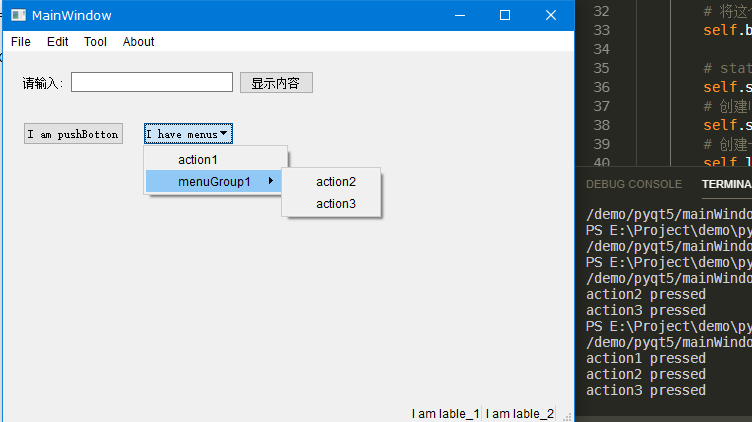 MainWindow
File Edit Tool About
请输入: 显示内容
I am pushBotton I have menus
action1
menuGroup1 action2
action3
I am lable_1 I am lable_2
32 # 将这个
33 self.b
34
35 # stat
36 self.s
37
38 self.s
39 # 创建
40 self.l
DEBUG CONSOLE TERMINA
/demo/pyqt5/mainWindo
PS E:\Project\demo\py
/demo/pyqt5/mainWindo
PS E:\Project\demo\py
/demo/pyqt5/mainWindo
action2 pressed
action3 pressed
PS E:\Project\demo\py
/demo/pyqt5/mainWindo
action1 pressed
action2 pressed
action3 pressed